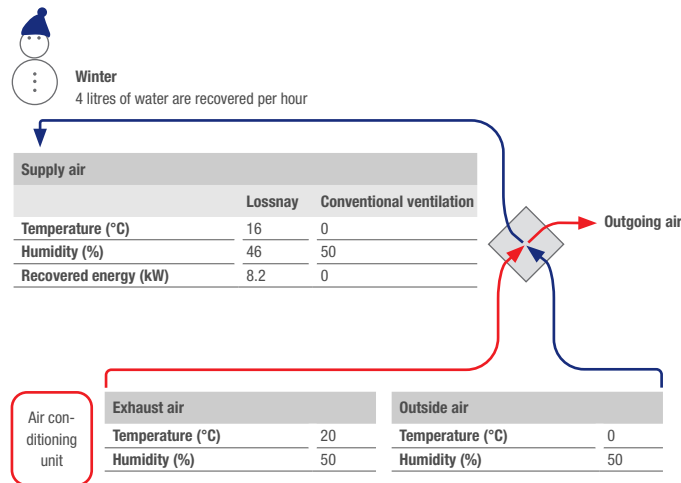 Winter
4 litres of water are recovered per hour
Supply air
Lossnay Conventional ventilation
Temperature (°C) 16 0
Humidity (%) 46 50
Recovered energy (kW) 8.2 0
Outgoing air
Air con-
ditioning
unit
Exhaust air
Temperature (°C) 20
Humidity (%) 50
Outside air
Temperature (°C) 0
Humidity (%) 50